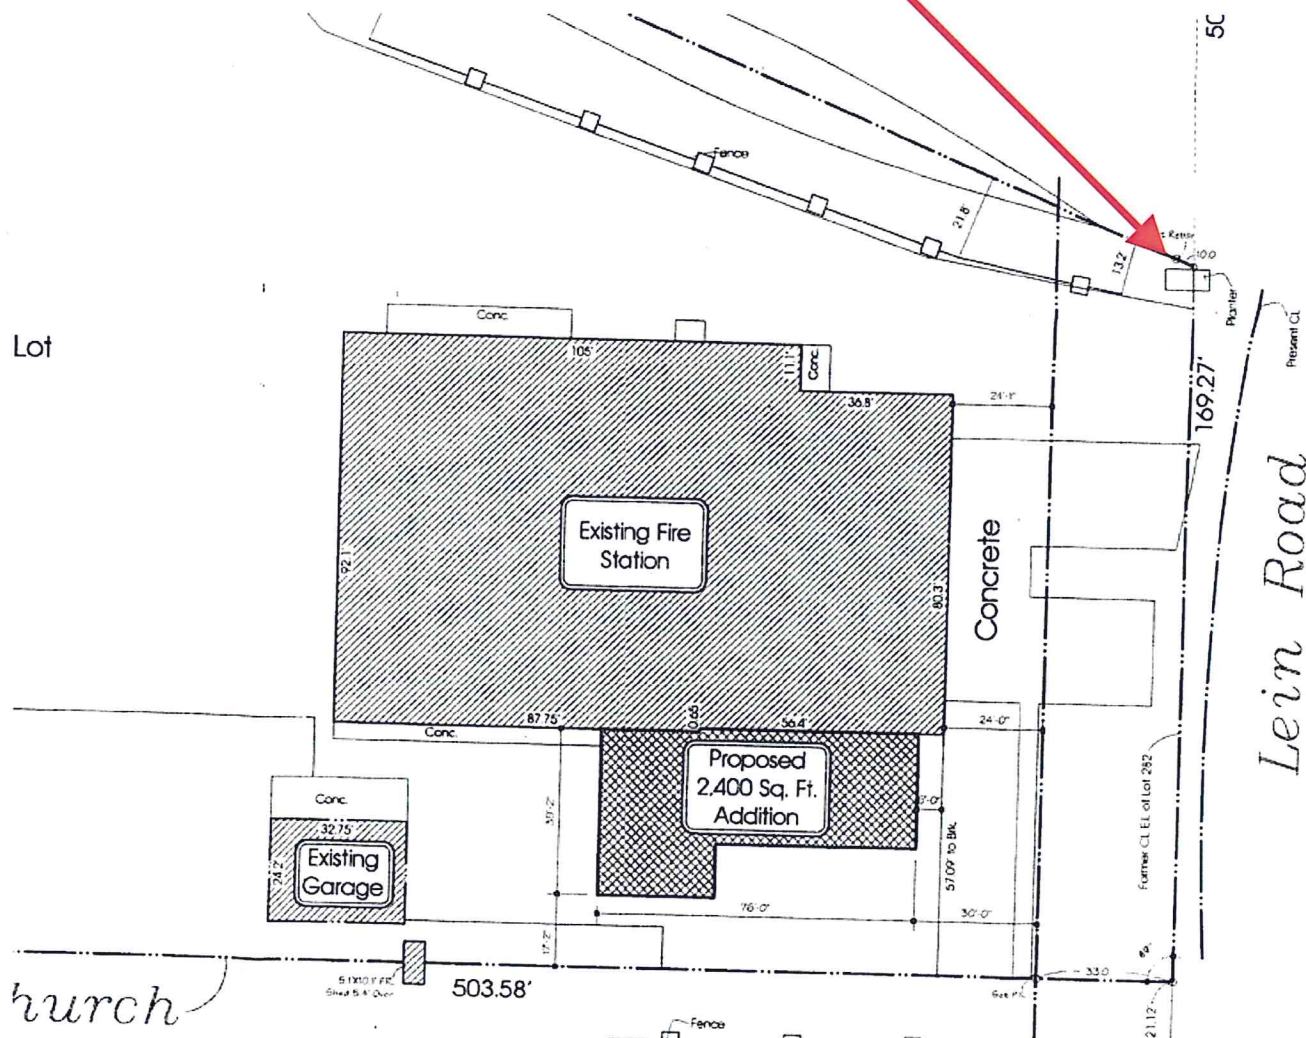 50
Fence
21.8'
13.2'
10.0
Planter
Present CL
Lot
Conc.
105'
11.1'
Conc.
36.8'
24'-1"
169.27'
Existing Fire
Station
92.1'
80.3'
Concrete
Lein Road
87.75'
0.65'
56.4'
24'-0"
Conc.
Proposed
2,400 Sq. Ft.
Addition
57.09' to Brk.
Former CL E.L of Lot 282
Conc.
32.75'
24.2'
Existing
Garage
76'-0"
30'-0"
17'-2"
33.0
503.58'
21.12'
hurch
Fence